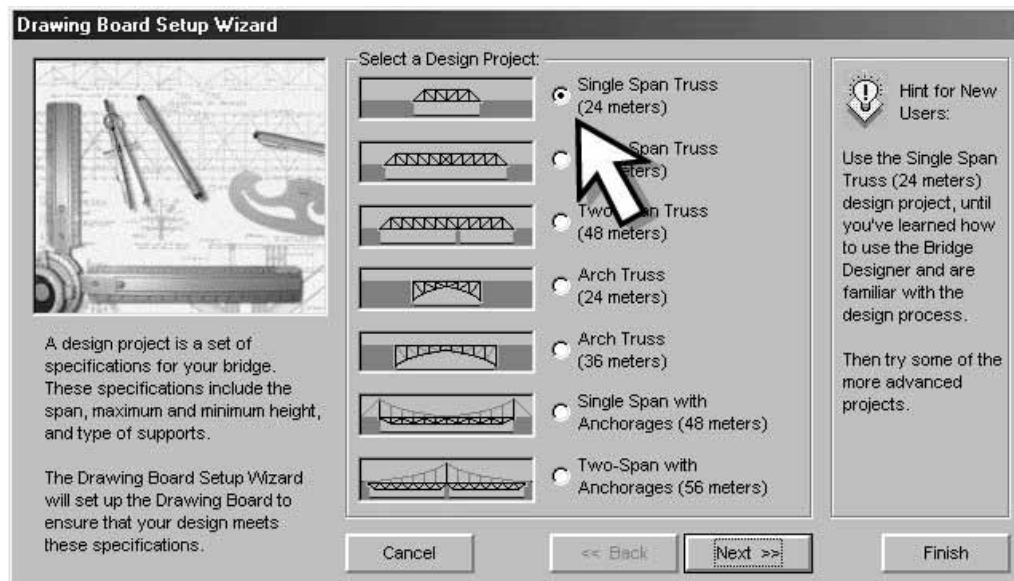 Drawing Board Setup Wizard
Select a Design Project:
Single Span Truss
(24 meters)
Span Truss
Two-Span Truss
(48 meters)
Arch Truss
(24 meters)
Arch Truss
(36 meters)
Single Span with
Anchorages (48 meters)
Two-Span with
Anchorages (56 meters)
A design project is a set of
specifications for your bridge.
These specifications include the
span, maximum and minimum height,
and type of supports.
The Drawing Board Setup Wizard
will set up the Drawing Board to
ensure that your design meets
these specifications.
Hint for New
Users:
Use the Single Span
Truss (24 meters)
design project, until
you've learned how
to use the Bridge
Designer and are
familiar with the
design process.
Then try some of the
more advanced
projects.
Cancel
<< Back
Next >>
Finish